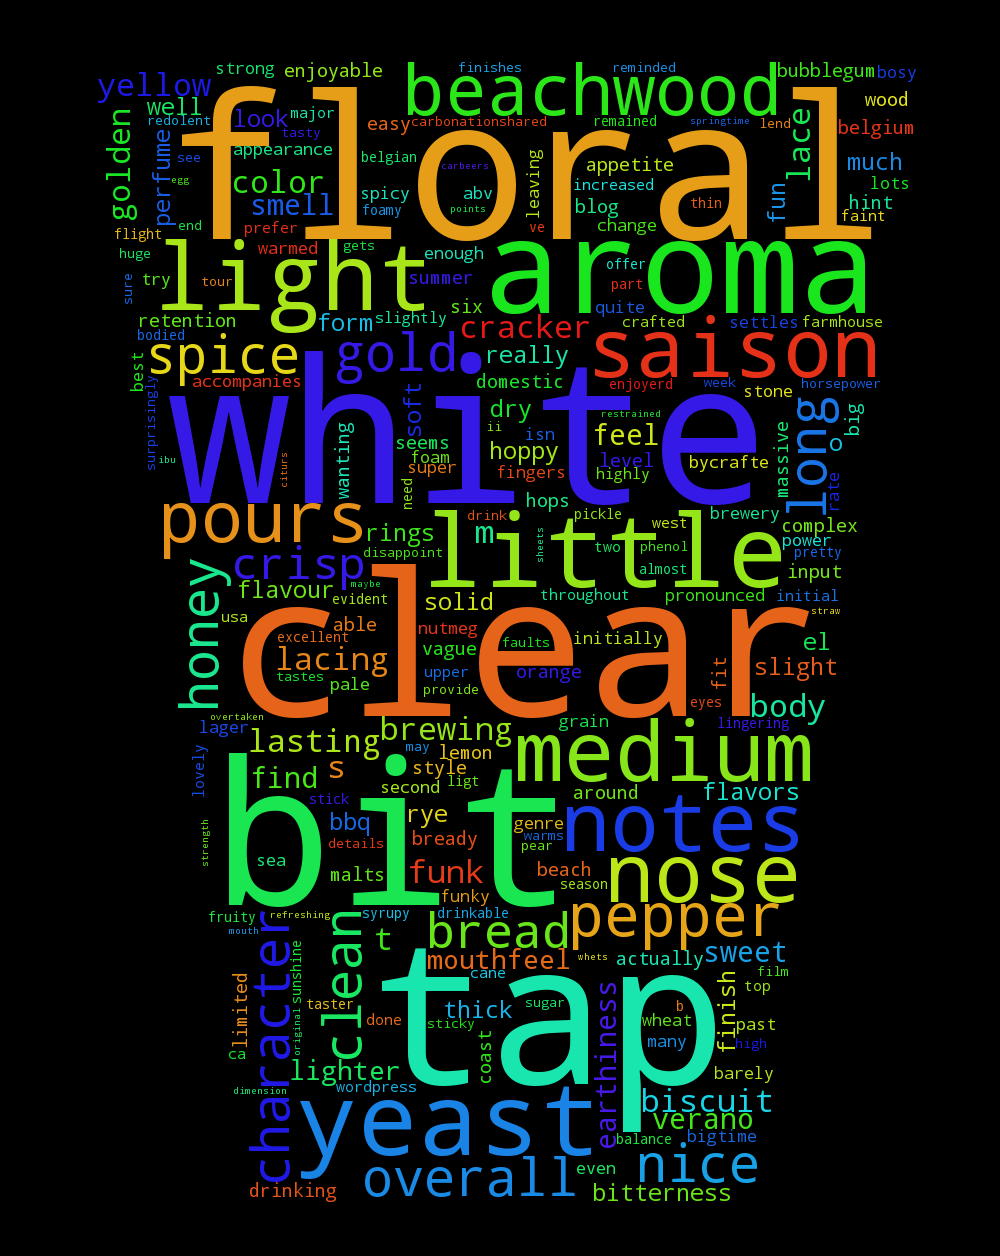 finishes reminded
strong enjoyable beachwood bubblegum bosy
yellow floral wood
well look major easy carbonationshared remained springtime lend belgium
redolent tasty
golden perfume see appearance belgian carbeers leaving appetite lace much
egg color spicy abv increased fun lots
smell foamy points blog thin hint
end prefer ve change faint
flight warmed gets enough aroma
huge light offer
sure try tour summer part
retention form slightly six quite
bodied cracker crafted settles farmhouse
spice gold really saison
best accompanies domestic enjoyerd week horsepower
surprisingly white soft dry stone
restrained long big
ii isn feel
seems hoppy level o
ibu foam super bycrafte massive
citurs wanting need fingers highly rate
hops
pours drink pickle brewery
rings m little west complex
crisp disappoint sheets two phenol power
almost pretty
honey flavour maybe input
evident solid throughout pronounced initial
usa able clear straw
excellent nutmeg faults initially el
lacing vague fit slight
tastes upper orange
pale provide eyes body
overtaken
lager brewing grain lingering
lasting may lemon medium
lovely find s style
second ligt around flavors
stick rye notes
bbq genre
strength details bready warms
bit pear
sea malts funk beach nose
funky season
fruity refreshing syrupy drinkable pepper
mouth t bread
character clean mouthfeel whets actually sweet
sunshine cane film
limited tap top
taster thick sugar b finish
original done sticky wheat past
ca many high
coast earthiness
lighter barely
dimension wordpress
yeast biscuit
verano
balance bigtime
overall even nice
drinking bitterness